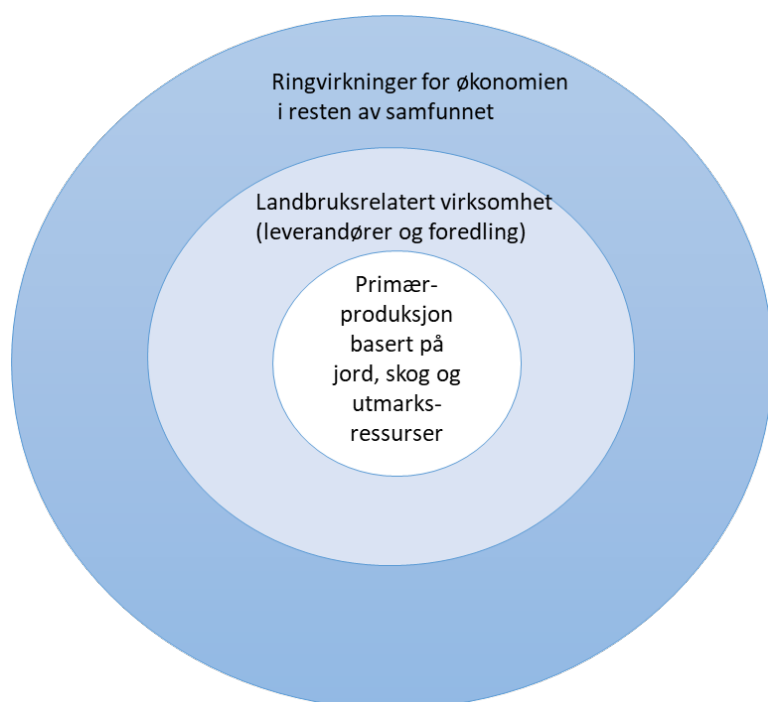 Ringvirkninger for økonomien
i resten av samfunnet
Landbruksrelatert virksomhet
(leverandører og foredling)
Primær-
produksjon
basert på
jord, skog og
utmarks-
ressurser